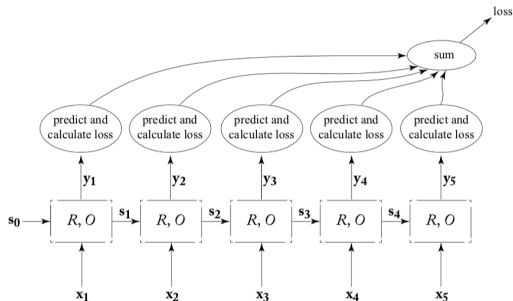 loss
sum
predict and
calculate loss
predict and
calculate loss
predict and
calculate loss
predict and
calculate loss
predict and
calculate loss
y1
y2
y3
y4
y5
s0
R, O
s1
R, O
s2
R, O
s3
R, O
s4
R, O
x1
x2
x3
x4
x5